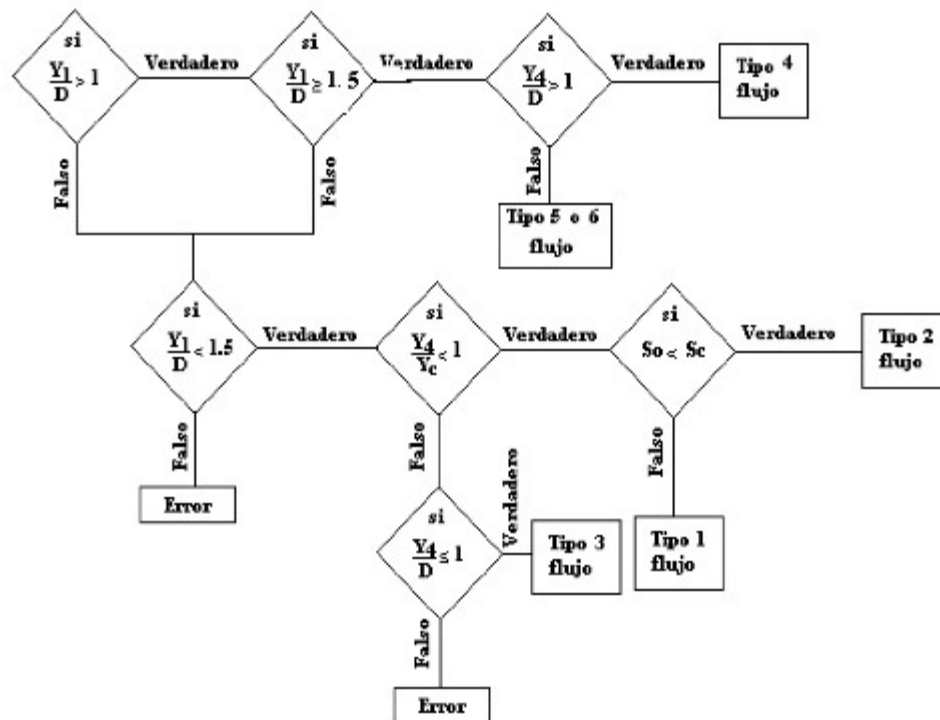 si
Y1/D > 1
Verdadero
si
Y1/D ≥ 1. 5
Verdadero
si
Y4/D > 1
Verdadero
Tipo 4
flujo
Falso
Falso
Falso
Tipo 5 o 6
flujo
si
Y1/D < 1.5
Verdadero
si
Y4/Yc < 1
Verdadero
si
So < Sc
Verdadero
Tipo 2
flujo
Falso
Error
Falso
si
Y4/D ≤ 1
Verdadero
Tipo 3
flujo
Falso
Tipo 1
flujo
Falso
Error